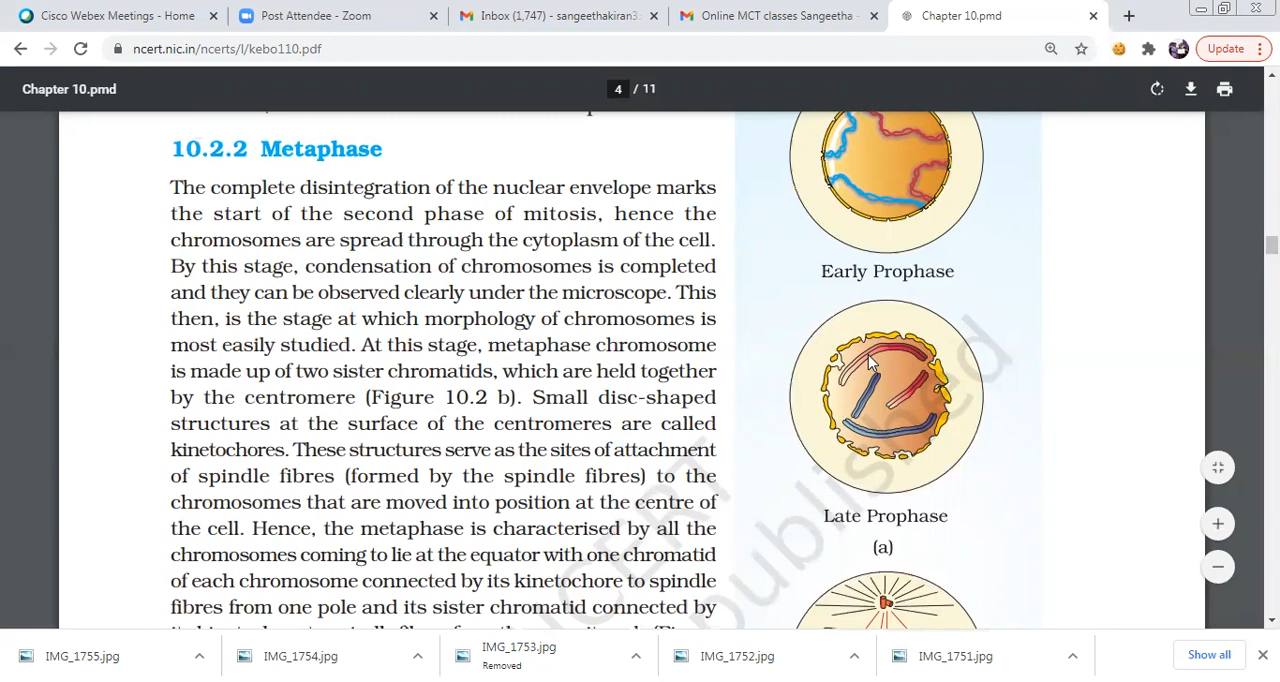 Cisco Webex Meetings - Home
Post Attendee - Zoom
Inbox (1,747) - sangeethakiran3
Online MCT classes Sangeetha -
Chapter 10.pmd
ncert.nic.in/ncerts/l/kebo110.pdf
Update
Chapter 10.pmd
4 / 11
10.2.2 Metaphase
The complete disintegration of the nuclear envelope marks
the start of the second phase of mitosis, hence the
chromosomes are spread through the cytoplasm of the cell.
By this stage, condensation of chromosomes is completed
and they can be observed clearly under the microscope. This
then, is the stage at which morphology of chromosomes is
most easily studied. At this stage, metaphase chromosome
is made up of two sister chromatids, which are held together
by the centromere (Figure 10.2 b). Small disc-shaped
structures at the surface of the centromeres are called
kinetochores. These structures serve as the sites of attachment
of spindle fibres (formed by the spindle fibres) to the
chromosomes that are moved into position at the centre of
the cell. Hence, the metaphase is characterised by all the
chromosomes coming to lie at the equator with one chromatid
of each chromosome connected by its kinetochore to spindle
fibres from one pole and its sister chromatid connected by
Early Prophase
Late Prophase
(a)
NCERT
published
IMG_1755.jpg
IMG_1754.jpg
IMG_1753.jpg
Removed
IMG_1752.jpg
IMG_1751.jpg
Show all